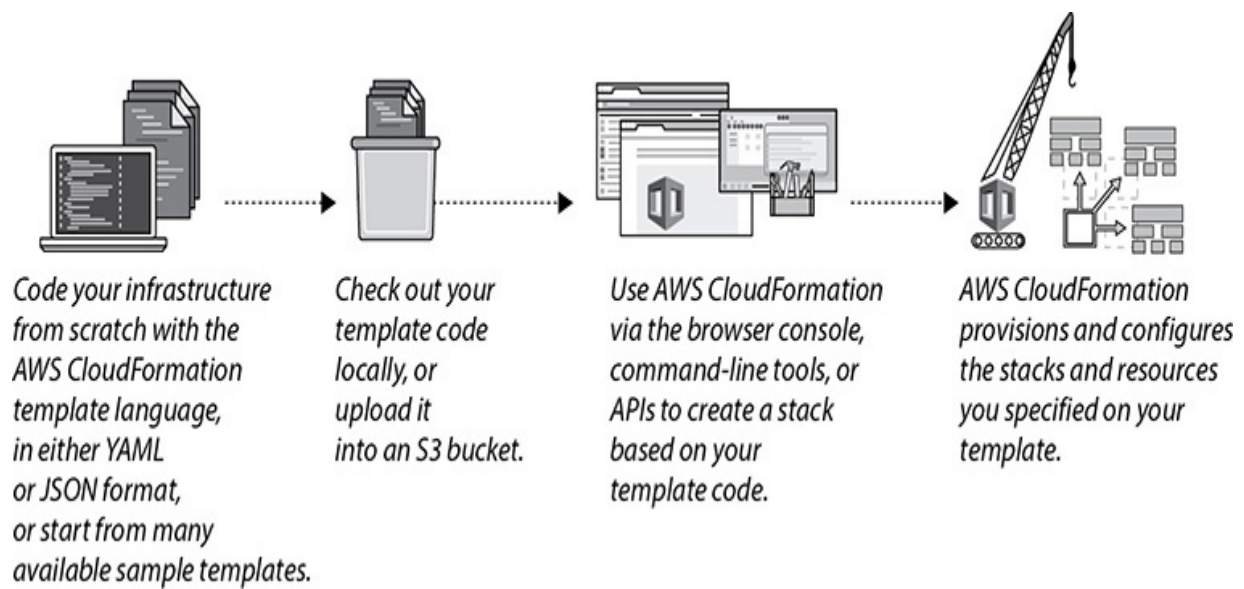 Code your infrastructure
from scratch with the
AWS CloudFormation
template language,
in either YAML
or JSON format,
or start from many
available sample templates.
Check out your
template code
locally, or
upload it
into an S3 bucket.
Use AWS CloudFormation
via the browser console,
command-line tools, or
APIs to create a stack
based on your
template code.
AWS CloudFormation
provisions and configures
the stacks and resources
you specified on your
template.